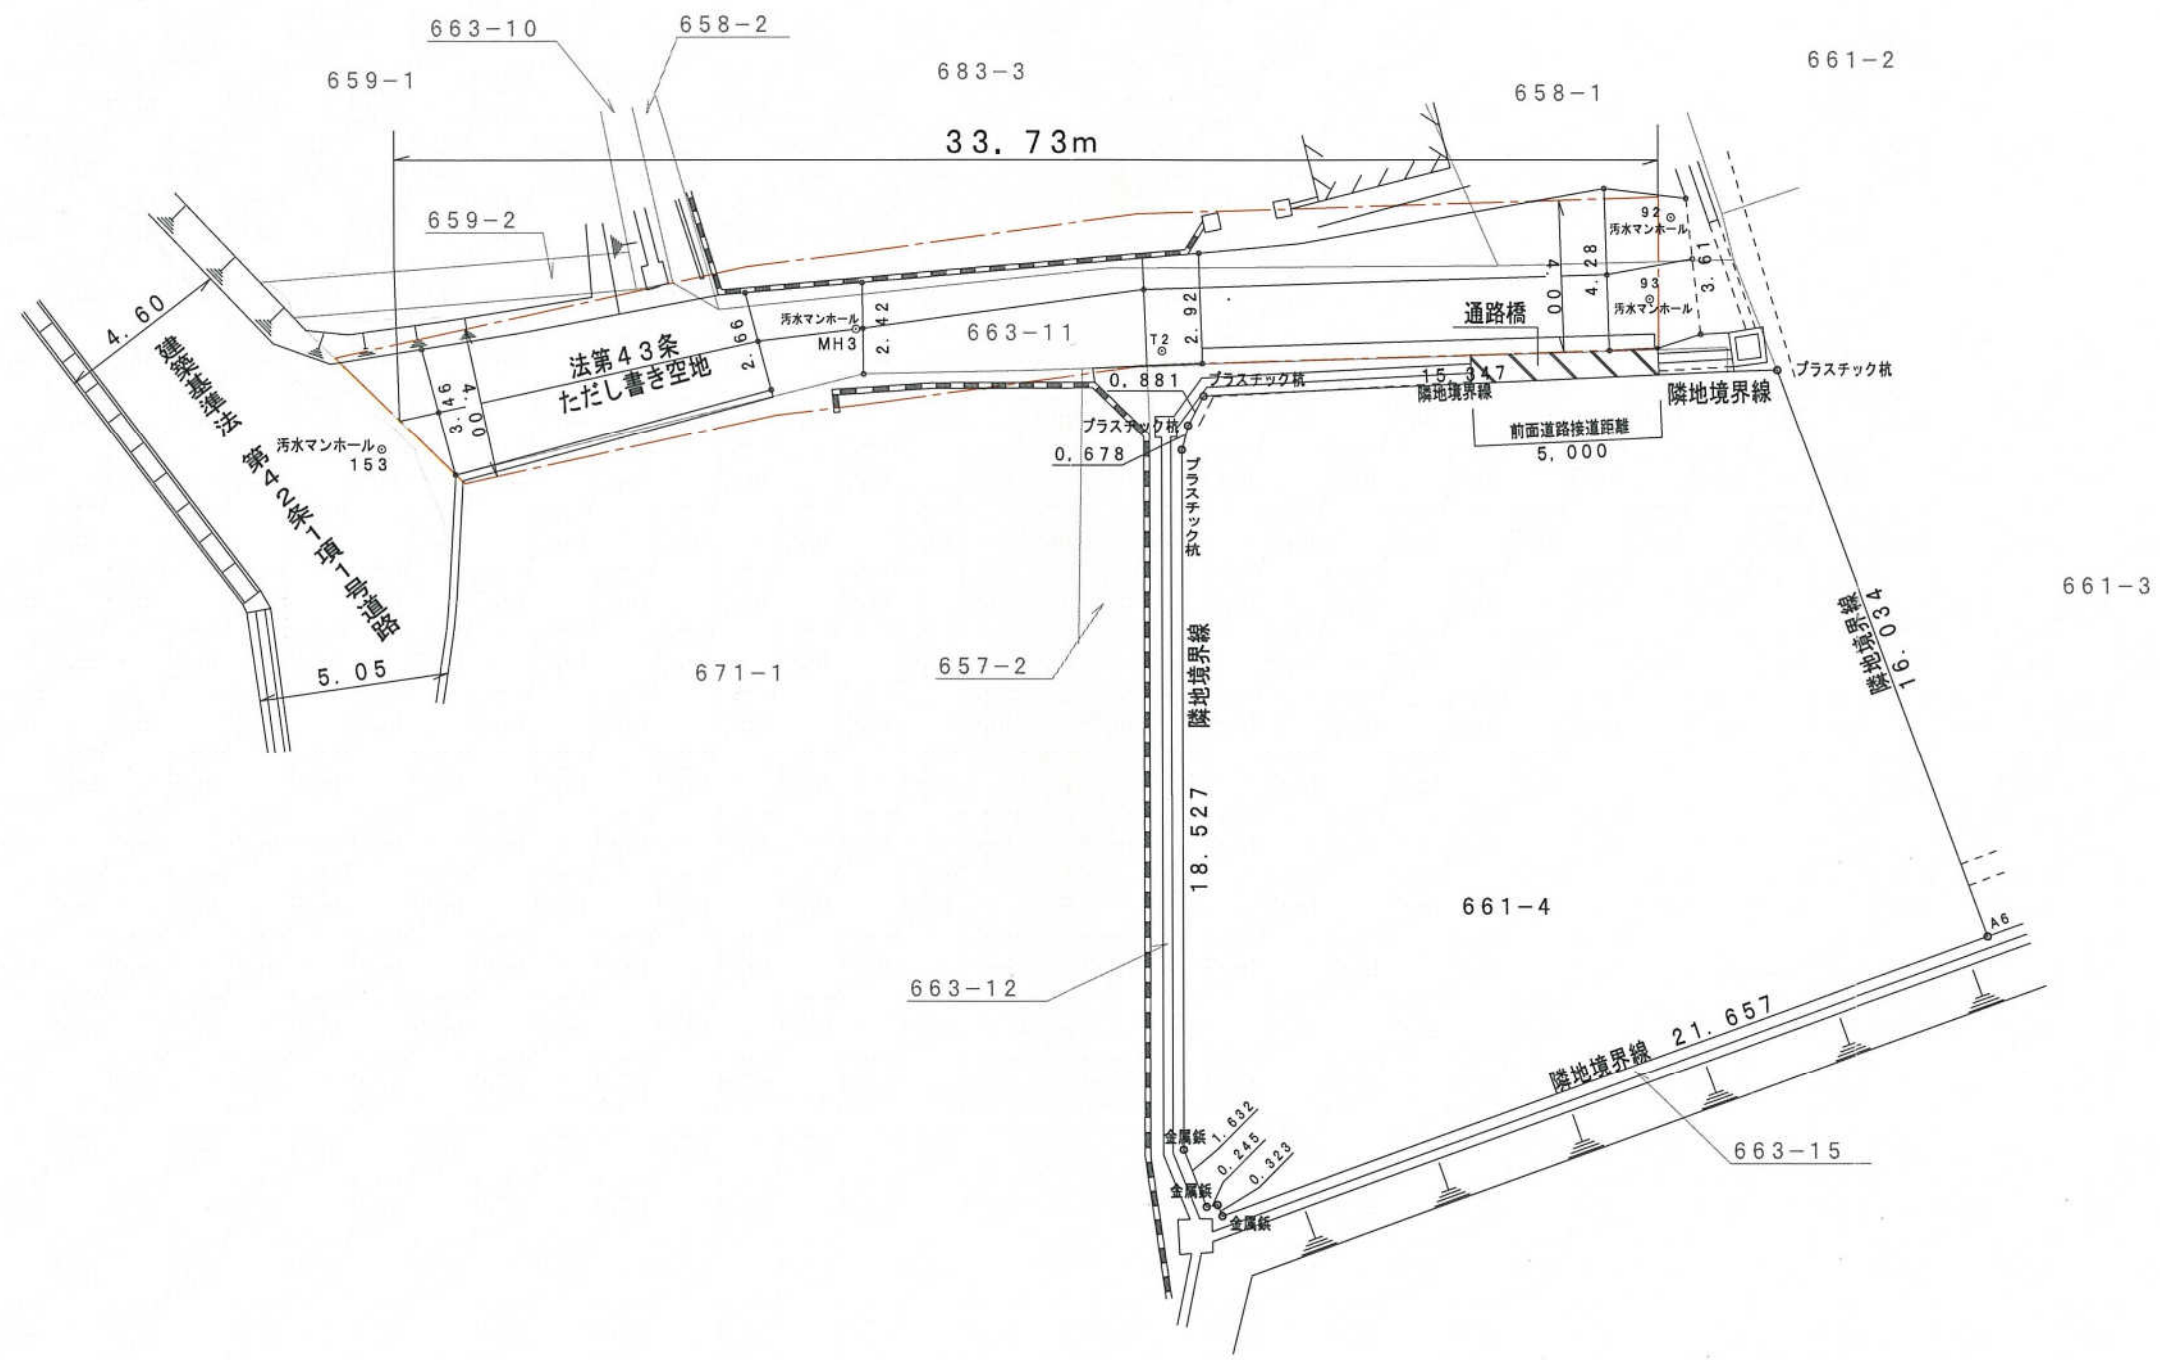 663-10
658-2
659-1
683-3
661-2
658-1
33.73m
659-2
92
汚水マンホール
4.28
4.00
3.61
93
汚水マンホール
4.60
通路橋
2.92
2.42
汚水マンホール
MH3
663-11
T2
2.66
建築基準法 第42条1項1号道路
法第43条
ただし書き空地
0.881
プラスチック杭
15.347
隣地境界線
隣地境界線
プラスチック杭
3.46
4.00
プラスチック杭
前面道路接道距離
5,000
0.678
汚水マンホール
153
プラスチック杭
661-3
隣地境界線
16.034
隣地境界線
18.527
5.05
671-1
657-2
661-4
A6
663-12
隣地境界線 21.657
663-15
金属鋲
1.632
0.245
0.323
金属鋲
金属鋲